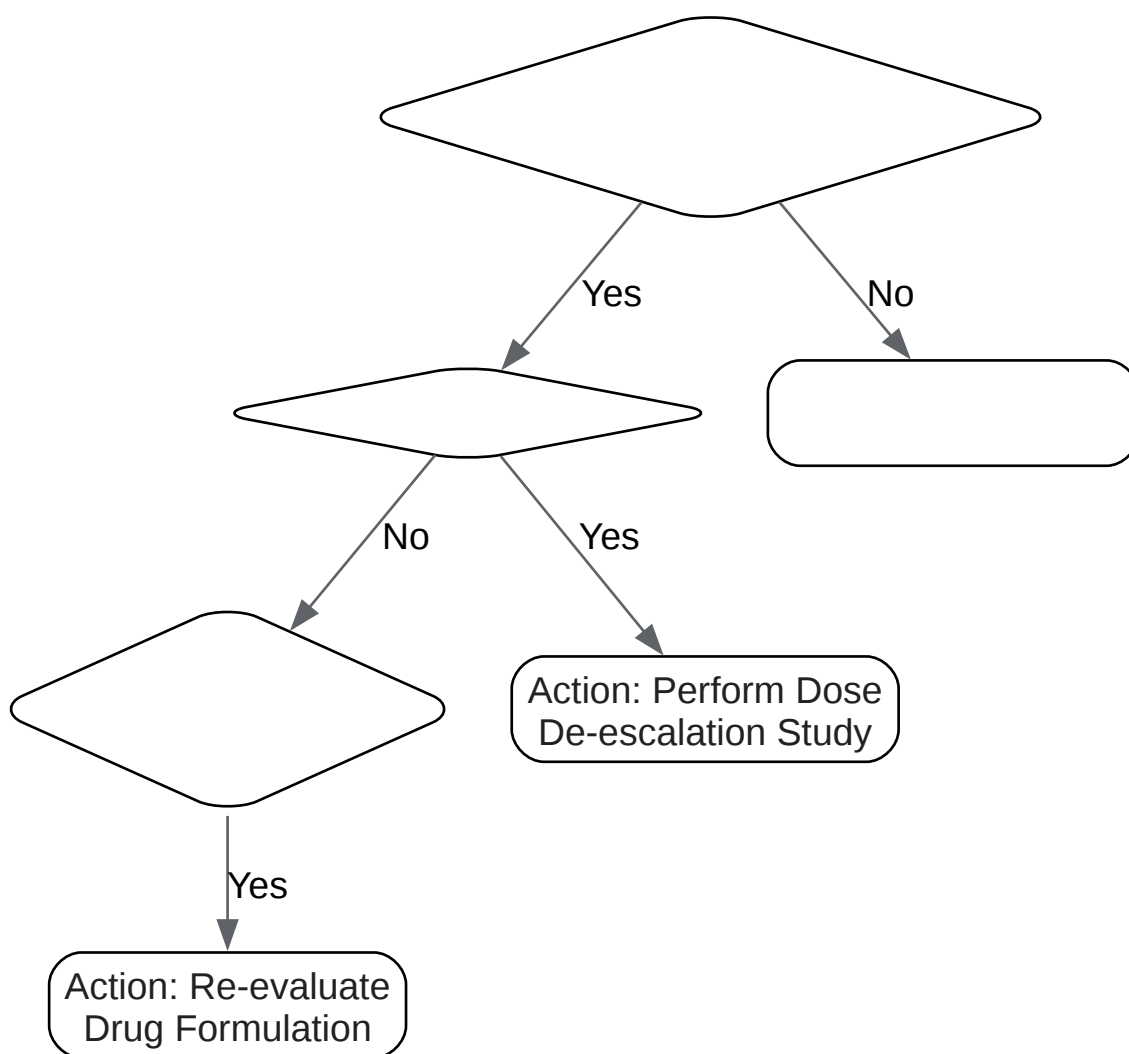 Yes
No
No
Yes
Action: Perform Dose
De-escalation Study
Yes
Action: Re-evaluate
Drug Formulation